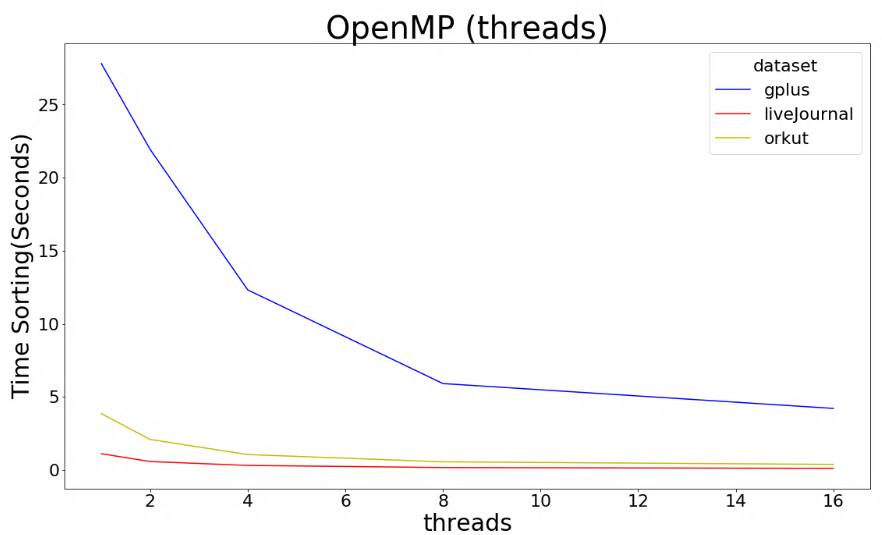 OpenMP (threads)
dataset
gplus
liveJournal
orkut
Time Sorting(Seconds)
25
20
15
10
5
0
2 4 6 8 10 12 14 16
threads